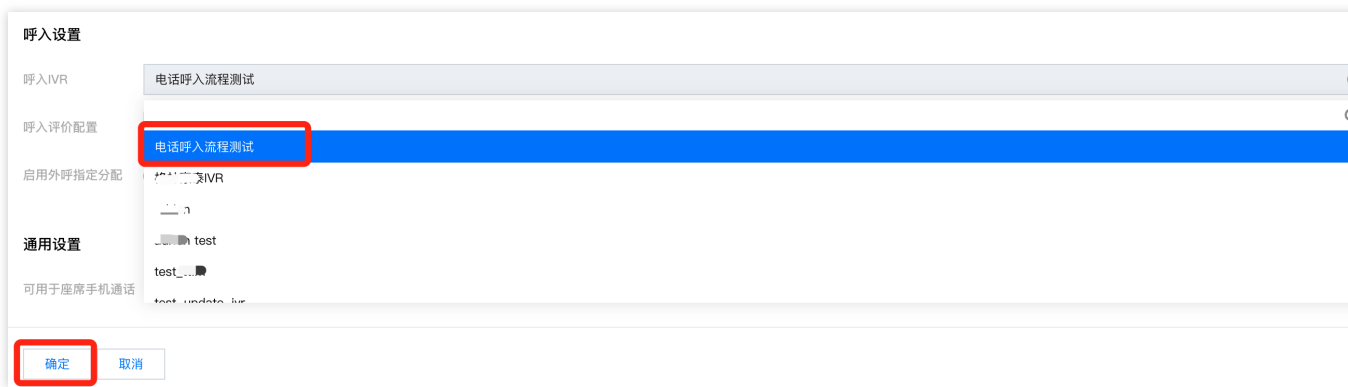 呼入设置
呼入IVR
电话呼入流程测试
呼入评价配置
电话呼入流程测试
启用外呼指定分配
IVR
n
test
通用设置
test_
可用于座席手机通话
test_update_ivr
确定
取消